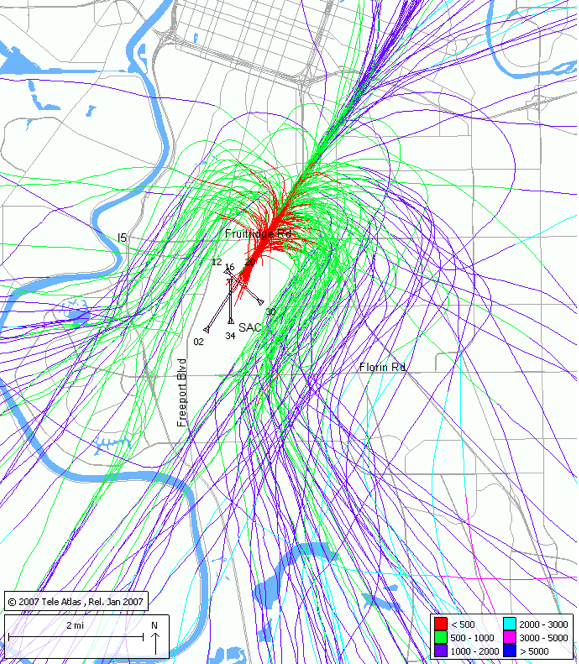 I5
Fruitridge Rd
12
16
20
30
SAC
34
02
Florin Rd
Freeport Blvd
© 2007 Tele Atlas, Rel. Jan 2007
2 mi
N
< 500
500 - 1000
1000 - 2000
2000 - 3000
3000 - 5000
> 5000